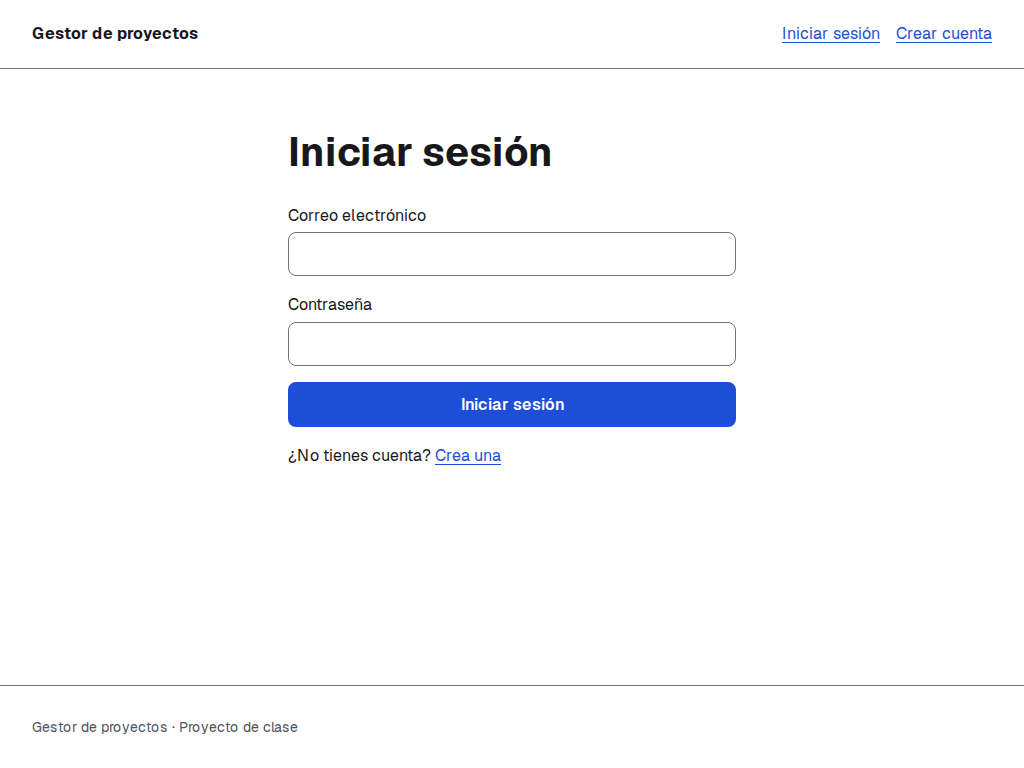 Gestor de proyectos
Iniciar sesión Crear cuenta
Iniciar sesión
Correo electrónico
Contraseña
Iniciar sesión
¿No tienes cuenta? Crea una
Gestor de proyectos · Proyecto de clase